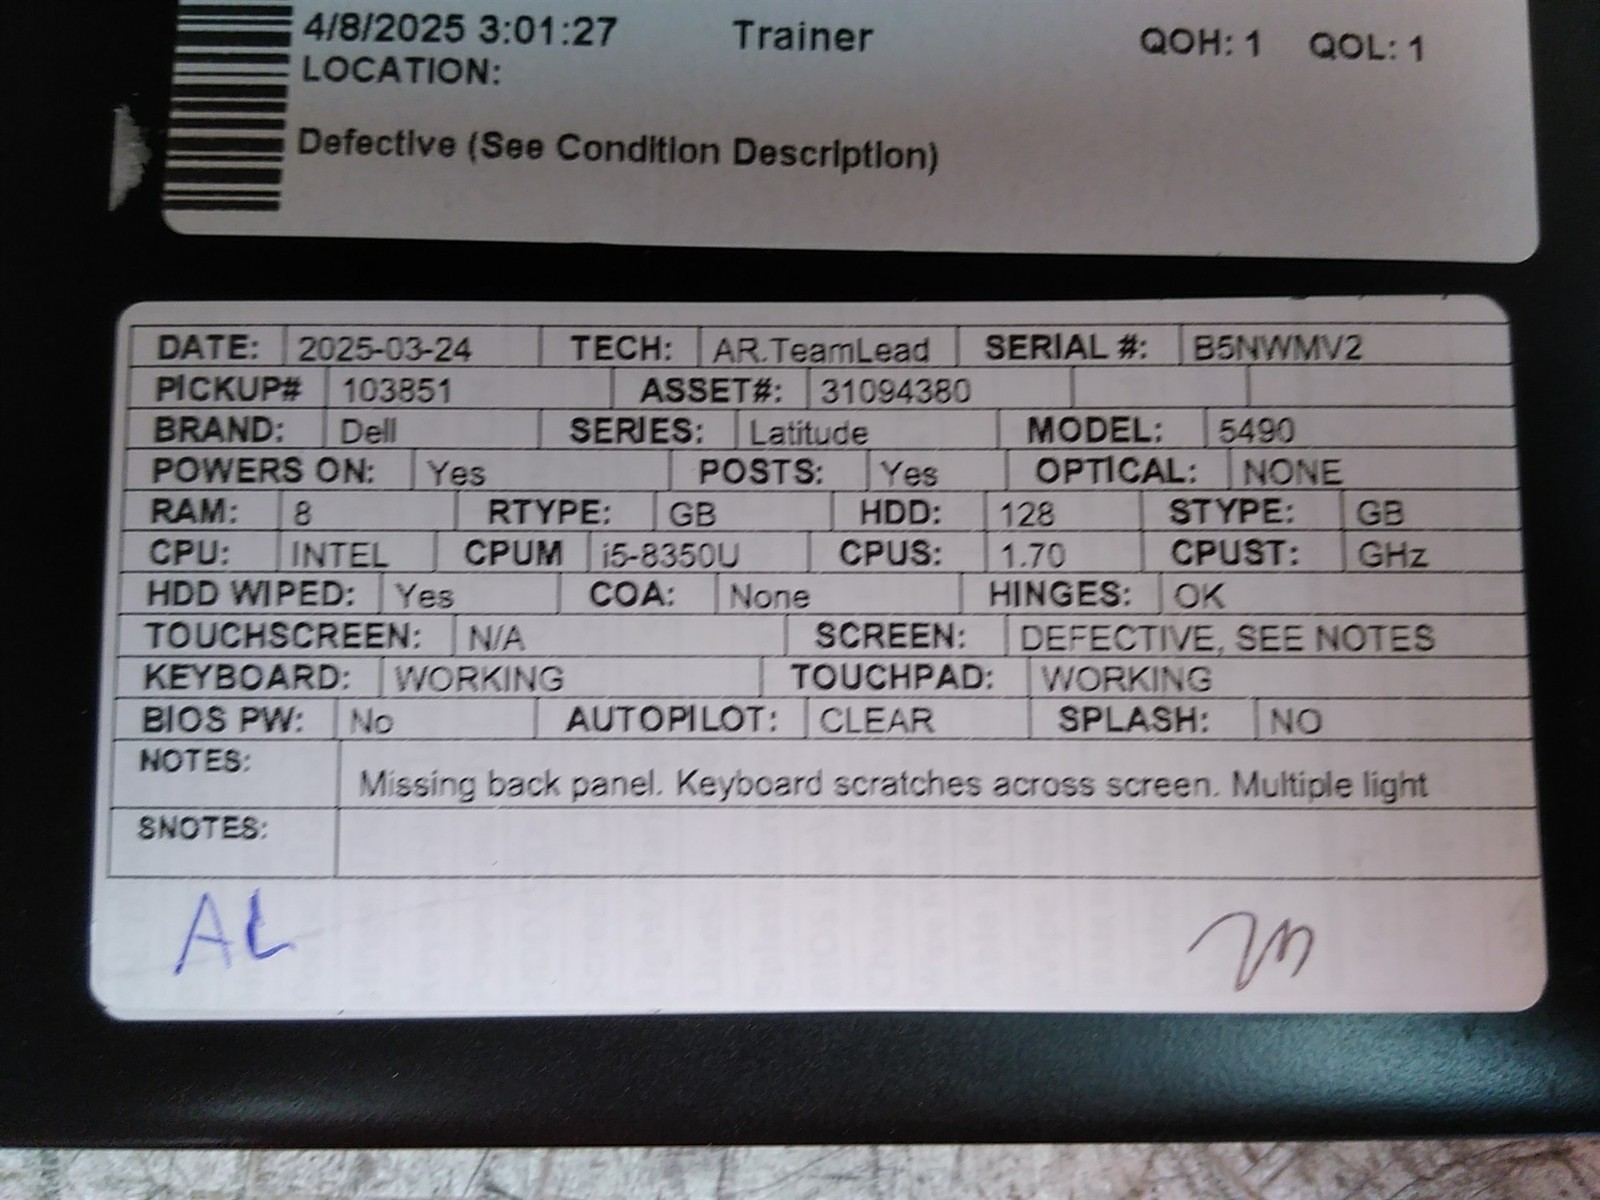 4/8/2025 3:01:27 Trainer QOH: 1 QOL: 1
LOCATION:
Defective (See Condition Description)
DATE: 2025-03-24 TECH: AR.TeamLead SERIAL #: B5NWMV2
PICKUP# 103851 ASSET#: 31094380
BRAND: Dell SERIES: Latitude MODEL: 5490
POWERS ON: Yes POSTS: Yes OPTICAL: NONE
RAM: 8 RTYPE: GB HDD: 128 STYPE: GB
CPU: INTEL CPUM i5-8350U CPUS: 1.70 CPUST: GHz
HDD WIPED: Yes COA: None HINGES: OK
TOUCHSCREEN: N/A SCREEN: DEFECTIVE, SEE NOTES
KEYBOARD: WORKING TOUCHPAD: WORKING
BIOS PW: No AUTOPILOT: CLEAR SPLASH: NO
NOTES: Missing back panel. Keyboard scratches across screen. Multiple light
SNOTES:
AL